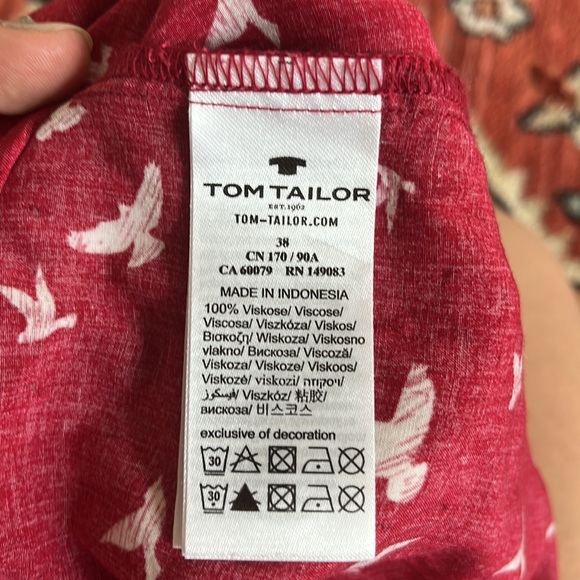 TOM TAILOR
EST. 1962
TOM-TAILOR.COM
38
CN 170 / 90A
CA 60079 RN 149083
MADE IN INDONESIA
100% Viskose/ Viscose/
Viscosa/ Viszkóza/ Viskos/
Βισκοζη/ Wiskoza/ Viskosno
vlakno/ Вискоза/ Viscoză/
Viskoza/ Viskoze/ Viskoos/
Viskozė/ viskozi/ ויסקוזה/
فيسكوز/ Viszkóz/ 粘胶/
вискоза/ 비스코스
exclusive of decoration
30
30